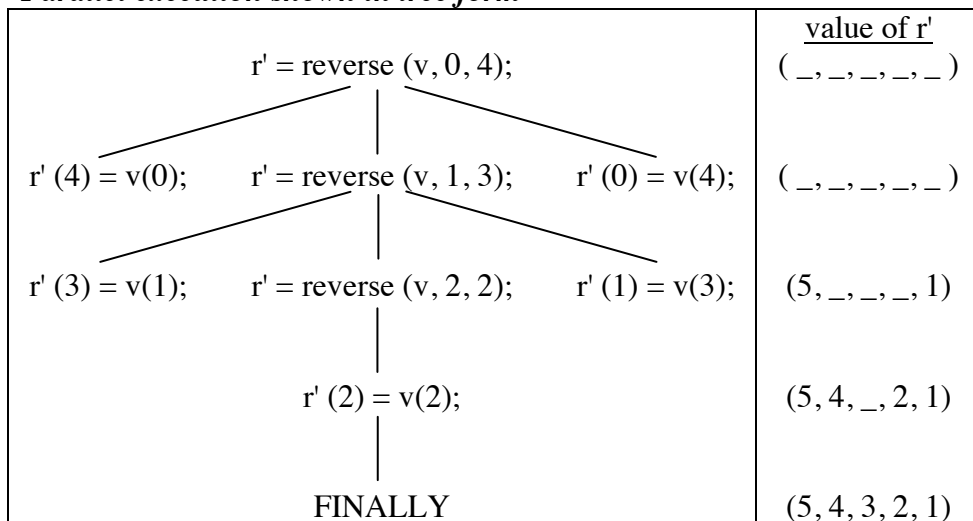 Parallel execution shown in tree form
value of r'
r' = reverse (v, 0, 4); ( _, _, _, _, _ )
r' (4) = v(0); r' = reverse (v, 1, 3); r' (0) = v(4); ( _, _, _, _, _ )
r' (3) = v(1); r' = reverse (v, 2, 2); r' (1) = v(3); (5, _, _, _, 1)
r' (2) = v(2); (5, 4, _, 2, 1)
FINALLY (5, 4, 3, 2, 1)